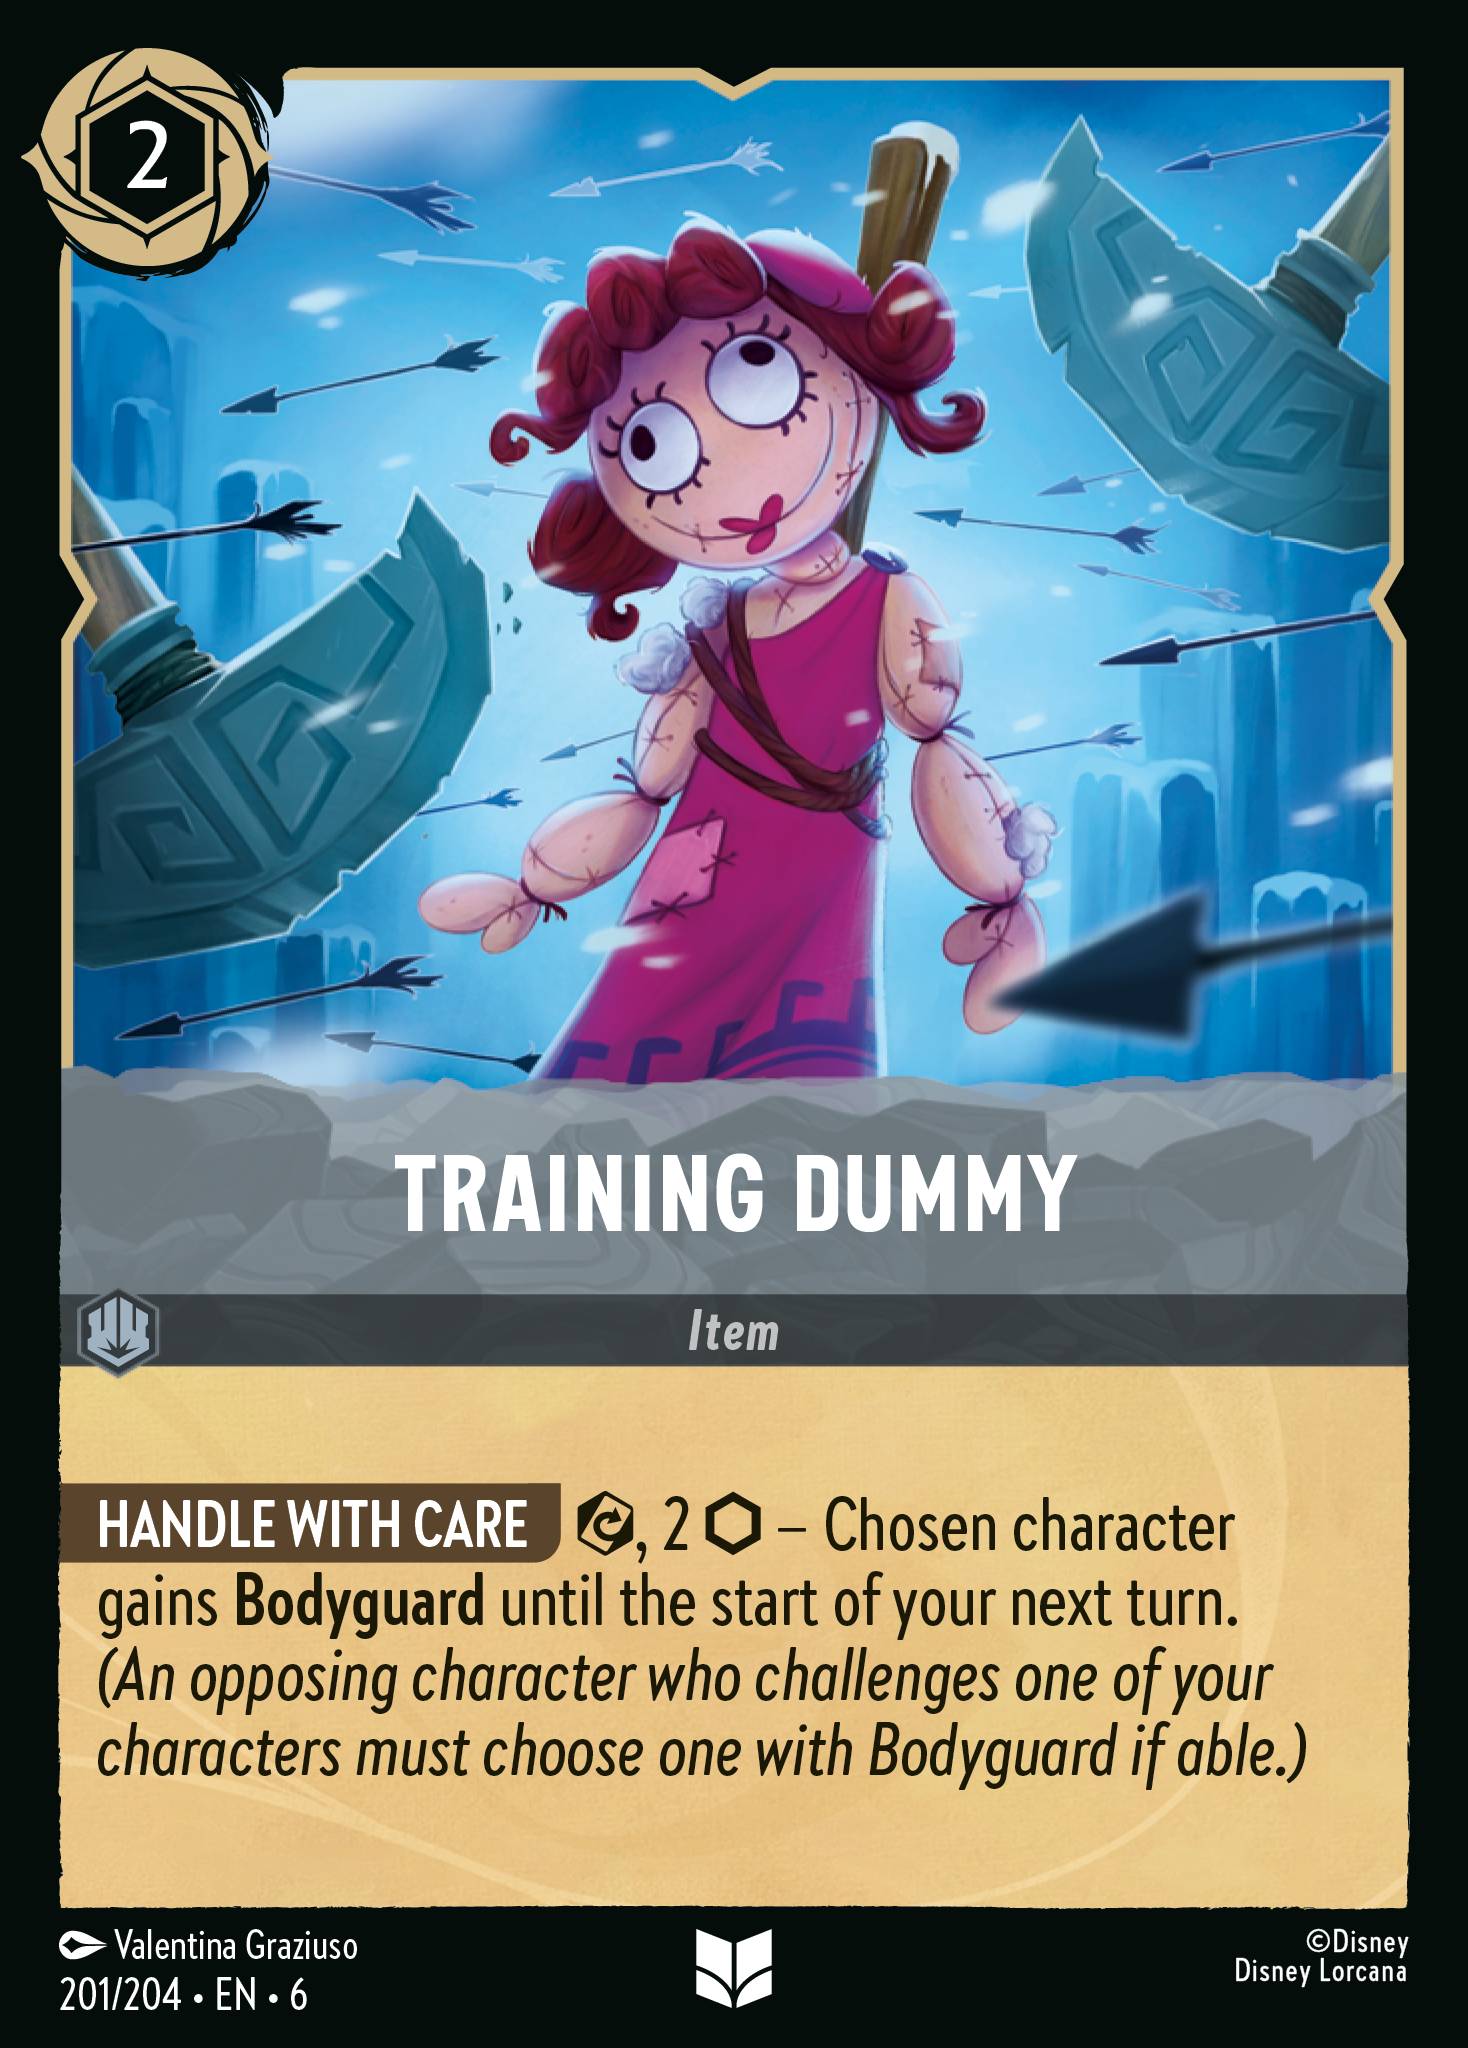 2
TRAINING DUMMY
Item
HANDLE WITH CARE , 2 – Chosen character
gains Bodyguard until the start of your next turn.
(An opposing character who challenges one of your
characters must choose one with Bodyguard if able.)
Valentina Graziuso
201/204 • EN • 6
©Disney
Disney Lorcana